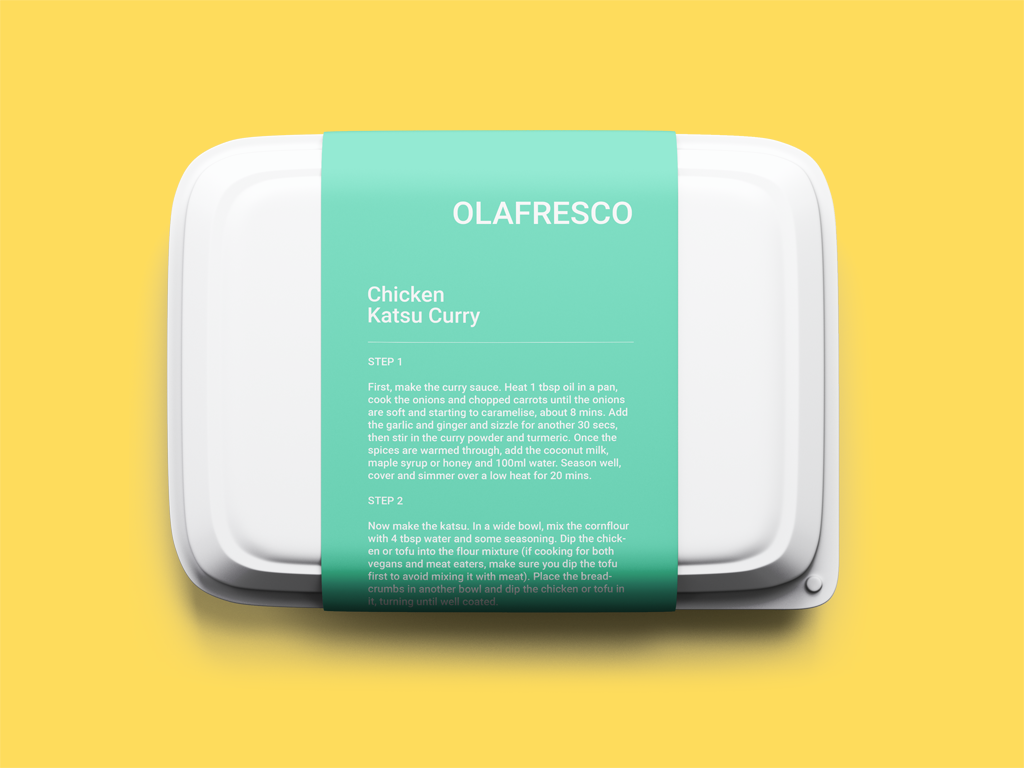 OLAFRESCO
Chicken
Katsu Curry
STEP 1
First, make the curry sauce. Heat 1 tbsp oil in a pan,
cook the onions and chopped carrots until the onions
are soft and starting to caramelise, about 8 mins. Add
the garlic and ginger and sizzle for another 30 secs,
then stir in the curry powder and turmeric. Once the
spices are warmed through, add the coconut milk,
maple syrup or honey and 100ml water. Season well,
cover and simmer over a low heat for 20 mins.
STEP 2
Now make the katsu. In a wide bowl, mix the cornflour
with 4 tbsp water and some seasoning. Dip the chick-
en or tofu into the flour mixture (if cooking for both
vegans and meat eaters, make sure you dip the tofu
first to avoid mixing it with meat). Place the bread-
crumbs in another bowl and dip the chicken or tofu in
it, turning until well coated.